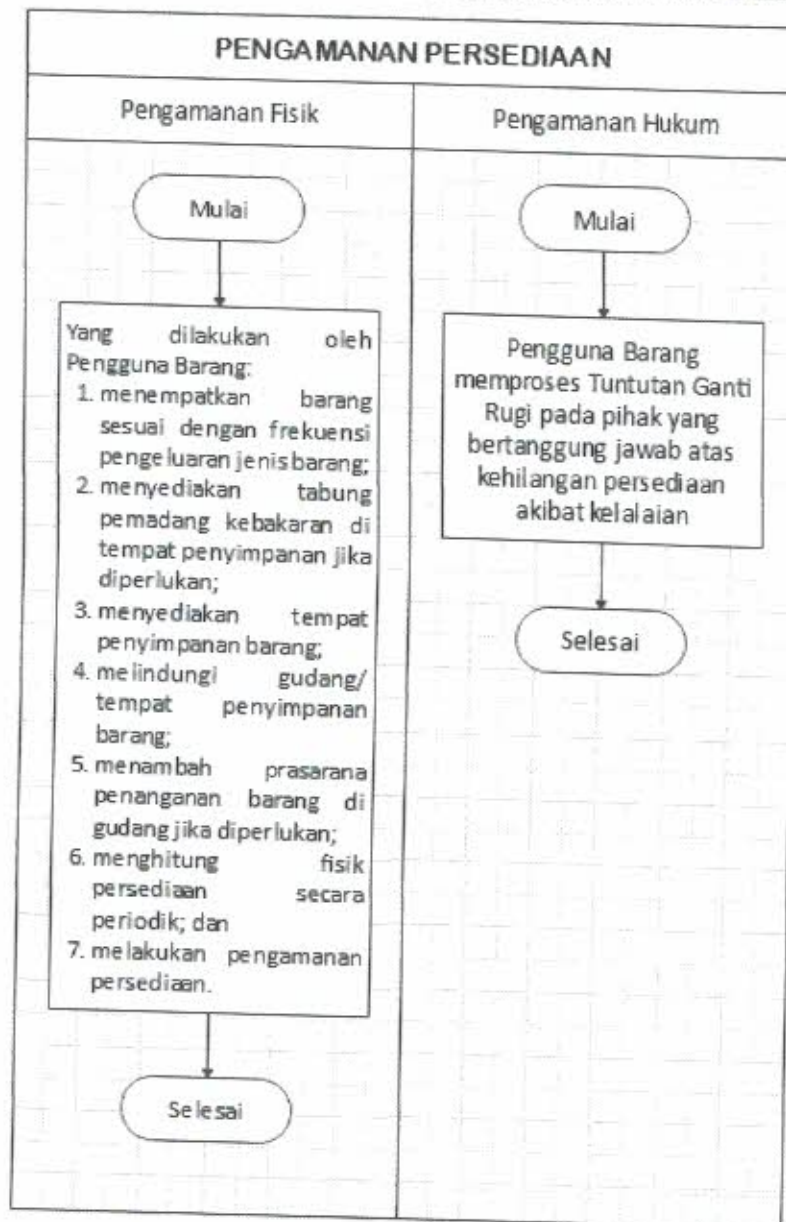 PENGAMANAN PERSEDIAAN
Pengamanan Fisik
Mulai
Yang dilakukan oleh
Pengguna Barang:
1. menempatkan barang
sesuai dengan frekuensi
pengeluaran jenis barang;
2. menyediakan tabung
pemadang kebakaran di
tempat penyimpanan jika
diperlukan;
3. menyediakan tempat
penyimpanan barang;
4. melindungi gudang/
tempat penyimpanan
barang;
5. menambah prasarana
penanganan barang di
gudang jika diperlukan;
6. menghitung fisik
persediaan secara
periodik; dan
7. melakukan pengamanan
persediaan.
Selesai
Pengamanan Hukum
Mulai
Pengguna Barang
memproses Tuntutan Ganti
Rugi pada pihak yang
bertanggung jawab atas
kehilangan persediaan
akibat kelalaian
Selesai